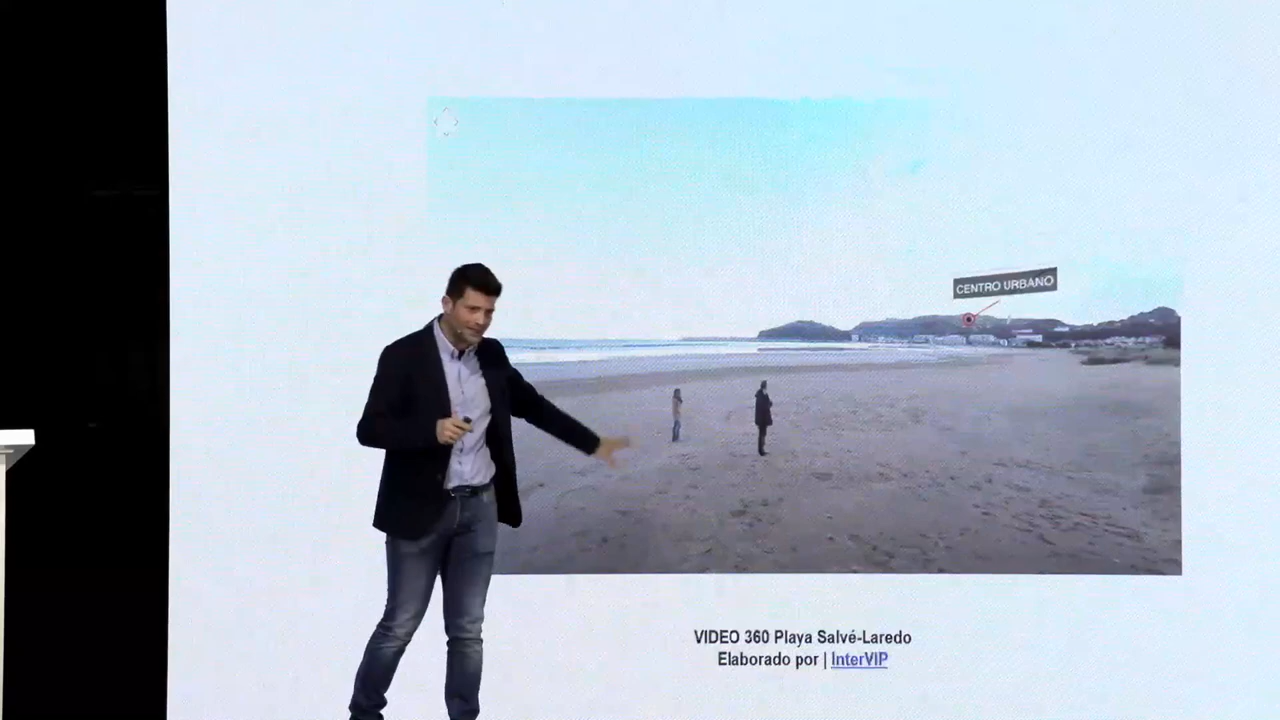 CENTRO URBANO
VIDEO 360 Playa Salvé-Laredo
Elaborado por | InterVIP